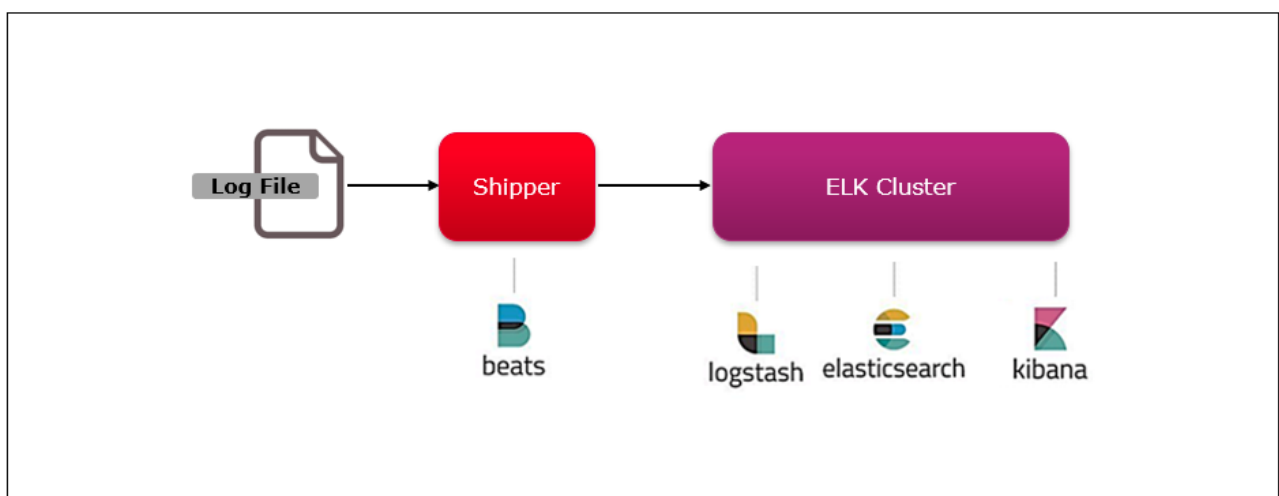 Log File
Shipper
ELK Cluster
beats
logstash
elasticsearch
kibana